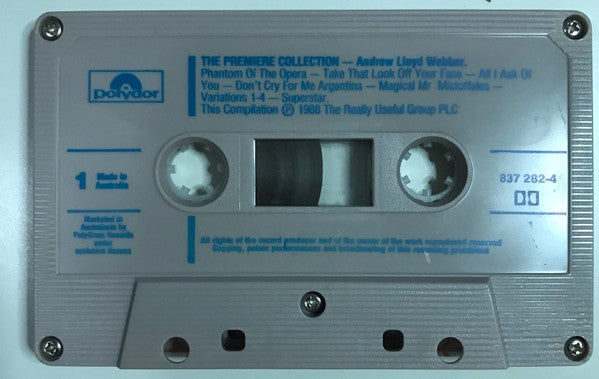 polydor
THE PREMIERE COLLECTION — Andrew Lloyd Webber.
Phantom Of The Opera — Take That Look Off Your Face — All I Ask Of
You — Don't Cry For Me Argentina — Magical Mr Mistoffeles —
Variations 1-4 — Superstar.
This Compilation Ⓟ 1988 The Really Useful Group PLC
1 Made in
Australia
837 282-4
Marketed in
Australasia by
PolyGram Records
under
exclusive licence
All rights of the record producer and of the owner of the work reproduced reserved
Copying, public performances and broadcasting of this recording prohibited